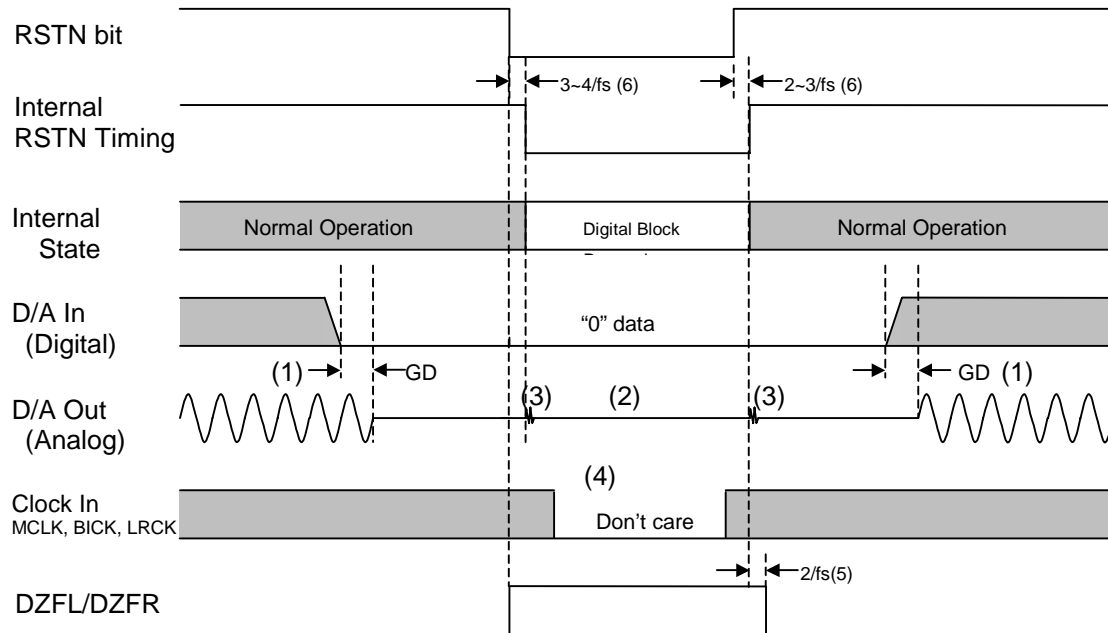 RSTN bit
3~4/fs (6)
2~3/fs (6)
Internal
RSTN Timing
Internal
State
Normal Operation
Digital Block
Normal Operation
D/A In
(Digital)
“0” data
(1)
GD
GD
(1)
D/A Out
(Analog)
(3)
(2)
(3)
(4)
Clock In
MCLK, BICK, LRCK
Don’t care
2/fs(5)
DZFL/DZFR